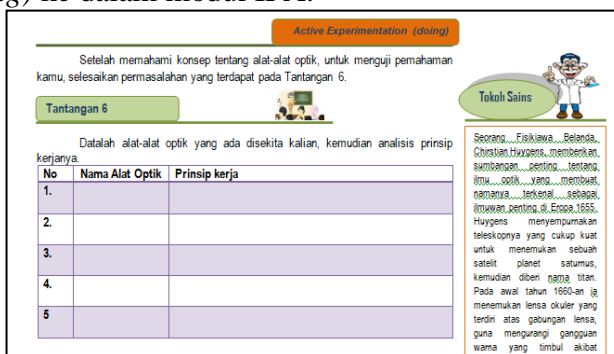 Active Experimentation (doing)
Setelah memahami konsep tentang alat-alat optik, untuk menguji pemahaman
kamu, selesaikan permasalahan yang terdapat pada Tantangan 6.
Tantangan 6
Datalah alat-alat optik yang ada disekita kalian, kemudian analisis prinsip
kerjanya.
No Nama Alat Optik Prinsip kerja
1.
2.
3.
4.
5
Tokoh Sains
Seorang Fisikiawa Belanda,
Chirstian Huygens, memberikan
sumbangan penting tentang
ilmu optik yang membuat
namanya terkenal sebagai
ilmuwan penting di Eropa 1655.
Huygens menyempurnakan
teleskopnya yang cukup kuat
untuk menemukan sebuah
satelit planet saturnus,
kemudian diberi nama titan.
Pada awal tahun 1660-an ia
menemukan lensa okuler yang
terdiri atas gabungan lensa,
guna mengurangi gangguan
warna yang timbul akibat